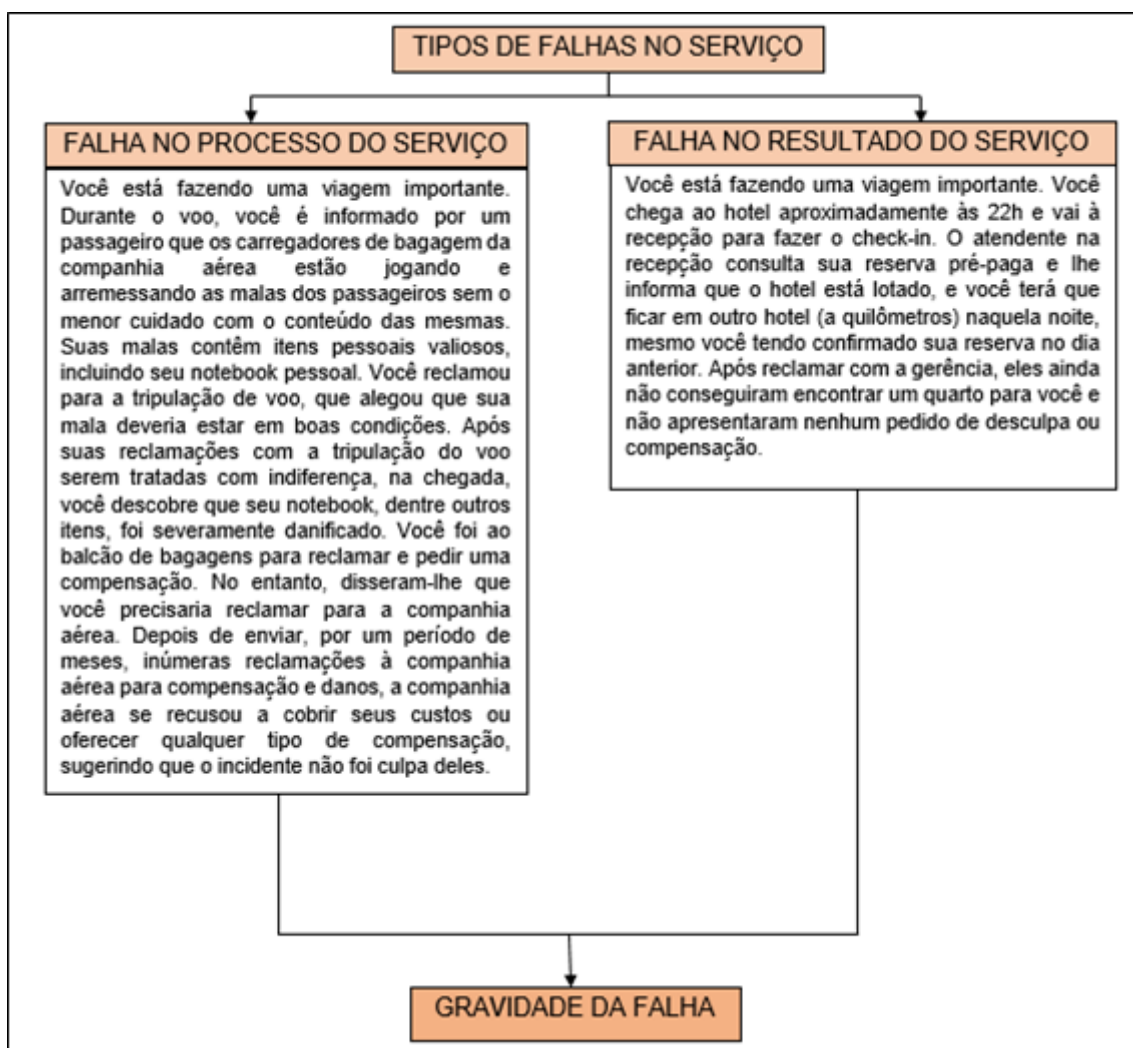 TIPOS DE FALHAS NO SERVIÇO
FALHA NO PROCESSO DO SERVIÇO
Você está fazendo uma viagem importante.
Durante o voo, você é informado por um
passageiro que os carregadores de bagagem da
companhia aérea estão jogando e
arremessando as malas dos passageiros sem o
menor cuidado com o conteúdo das mesmas.
Suas malas contêm itens pessoais valiosos,
incluindo seu notebook pessoal. Você reclamou
para a tripulação de voo, que alegou que sua
mala deveria estar em boas condições. Após
suas reclamações com a tripulação do voo
serem tratadas com indiferença, na chegada,
você descobre que seu notebook, dentre outros
itens, foi severamente danificado. Você foi ao
balcão de bagagens para reclamar e pedir uma
compensação. No entanto, disseram-lhe que
você precisaria reclamar para a companhia
aérea. Depois de enviar, por um período de
meses, inúmeras reclamações à companhia
aérea para compensação e danos, a companhia
aérea se recusou a cobrir seus custos ou
oferecer qualquer tipo de compensação,
sugerindo que o incidente não foi culpa deles.
FALHA NO RESULTADO DO SERVIÇO
Você está fazendo uma viagem importante. Você
chega ao hotel aproximadamente às 22h e vai à
recepção para fazer o check-in. O atendente na
recepção consulta sua reserva pré-paga e lhe
informa que o hotel está lotado, e você terá que
ficar em outro hotel (a quilômetros) naquela noite,
mesmo você tendo confirmado sua reserva no dia
anterior. Após reclamar com a gerência, eles ainda
não conseguiram encontrar um quarto para você e
não apresentaram nenhum pedido de desculpa ou
compensação.
GRAVIDADE DA FALHA